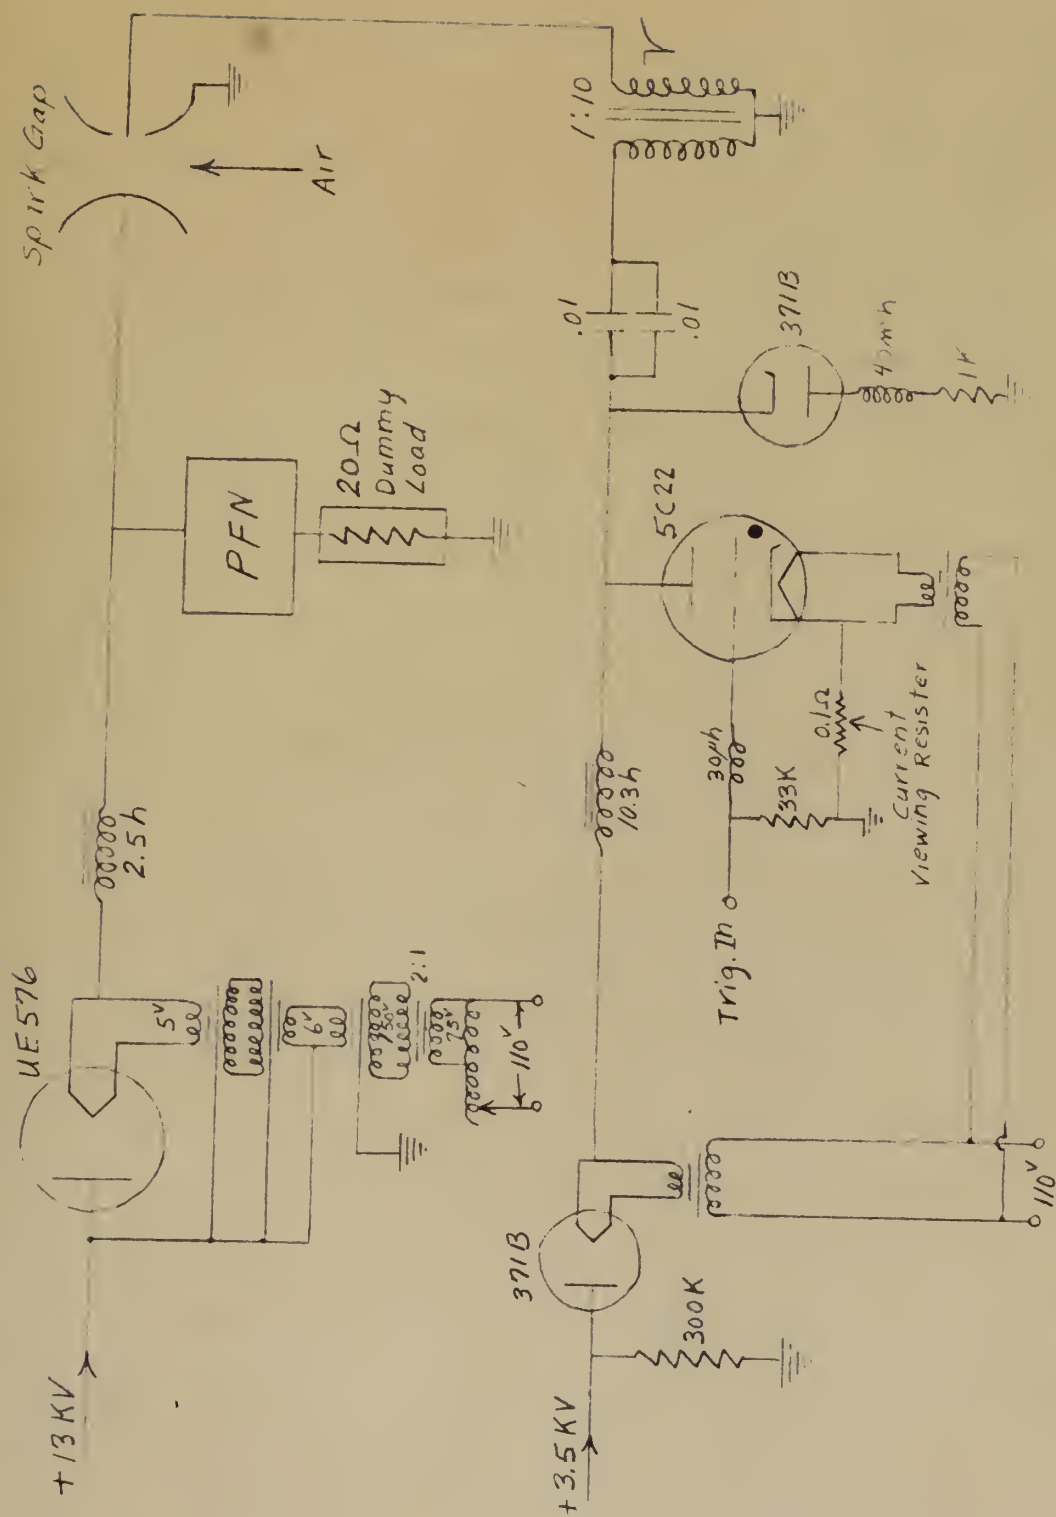 +13 KV
UE576
5V
6V
75V
2:1
110V
2.5h
PFN
20Ω
Dummy
Load
Spark Gap
Air
+3.5 KV
300K
371B
110V
10.3h
Trig. In
30μh
33K
0.1Ω
Current
Viewing Resister
5C22
.01
.01
371B
1K
1:10